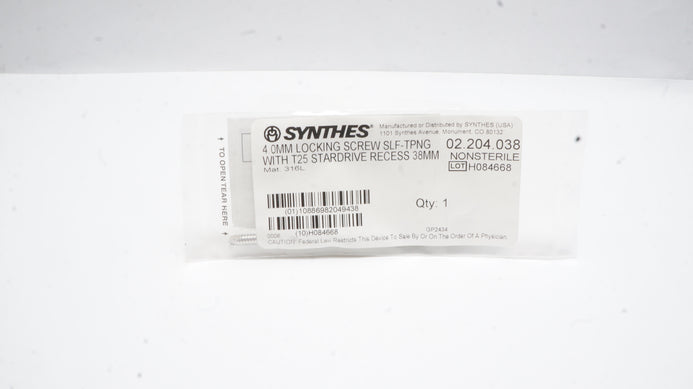 SYNTHES®
Manufactured or Distributed by SYNTHES (USA)
1101 Synthes Avenue, Monument, CO 80132
4.0MM LOCKING SCREW SLF-TPNG
WITH T25 STARDRIVE RECESS 38MM
Mat: 316L
02.204.038
NONSTERILE
LOT H084668
(01)10886982049438
Qty: 1
(10)H084668
GP2434
CAUTION: Federal Law Restricts This Device To Sale By Or On The Order Of A Physician.
TO OPEN TEAR HERE